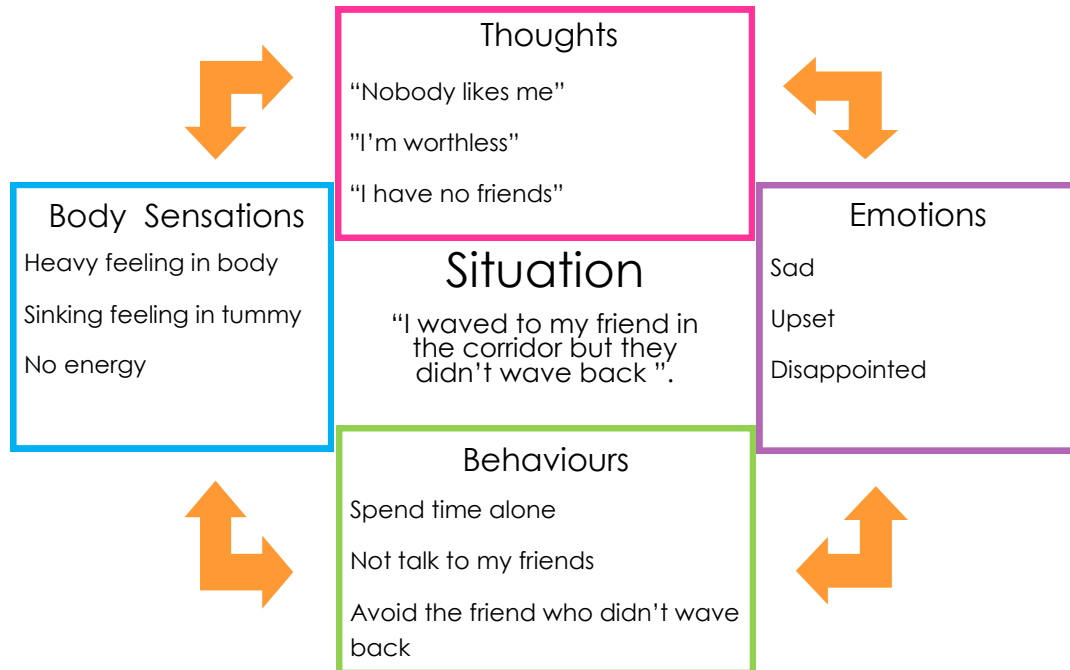 Thoughts
“Nobody likes me”
”I’m worthless”
“I have no friends”
Body Sensations
Heavy feeling in body
Sinking feeling in tummy
No energy
Situation
“I waved to my friend in
the corridor but they
didn’t wave back ”.
Emotions
Sad
Upset
Disappointed
Behaviours
Spend time alone
Not talk to my friends
Avoid the friend who didn’t wave
back